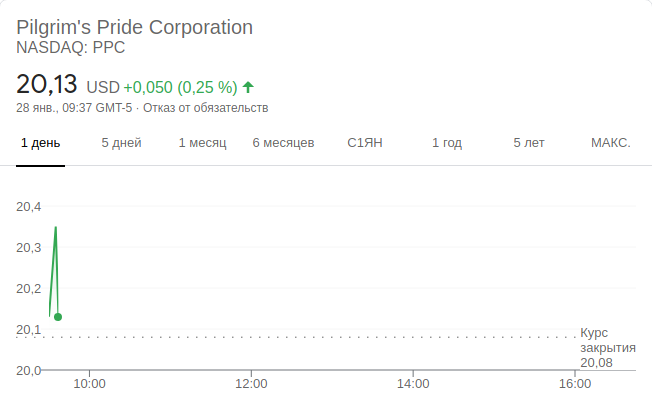 Pilgrim's Pride Corporation
NASDAQ: PPC
20,13 USD +0,050 (0,25 %)
28 янв., 09:37 GMT-5 · Отказ от обязательств
1 день 5 дней 1 месяц 6 месяцев С1ЯН 1 год 5 лет МАКС.
20,4
20,3
20,2
20,1
Курс
закрытия
20,08
20,0
10:00 12:00 14:00 16:00